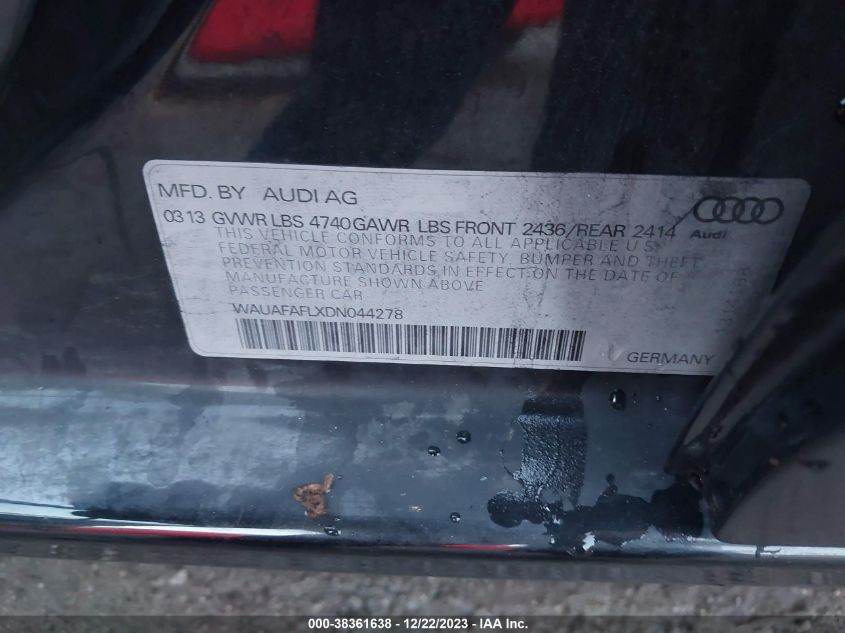 MFD. BY AUDI AG
03 13 GVWR LBS 4740 GAWR LBS FRONT 2436/REAR 2414
Audi
THIS VEHICLE CONFORMS TO ALL APPLICABLE U.S.
FEDERAL MOTOR VEHICLE SAFETY, BUMPER AND THEFT
PREVENTION STANDARDS IN EFFECT ON THE DATE OF
MANUFACTURE SHOWN ABOVE
PASSENGER CAR
WAUAFAFLXDN044278
GERMANY
000-38361638 - 12/22/2023 - IAA Inc.